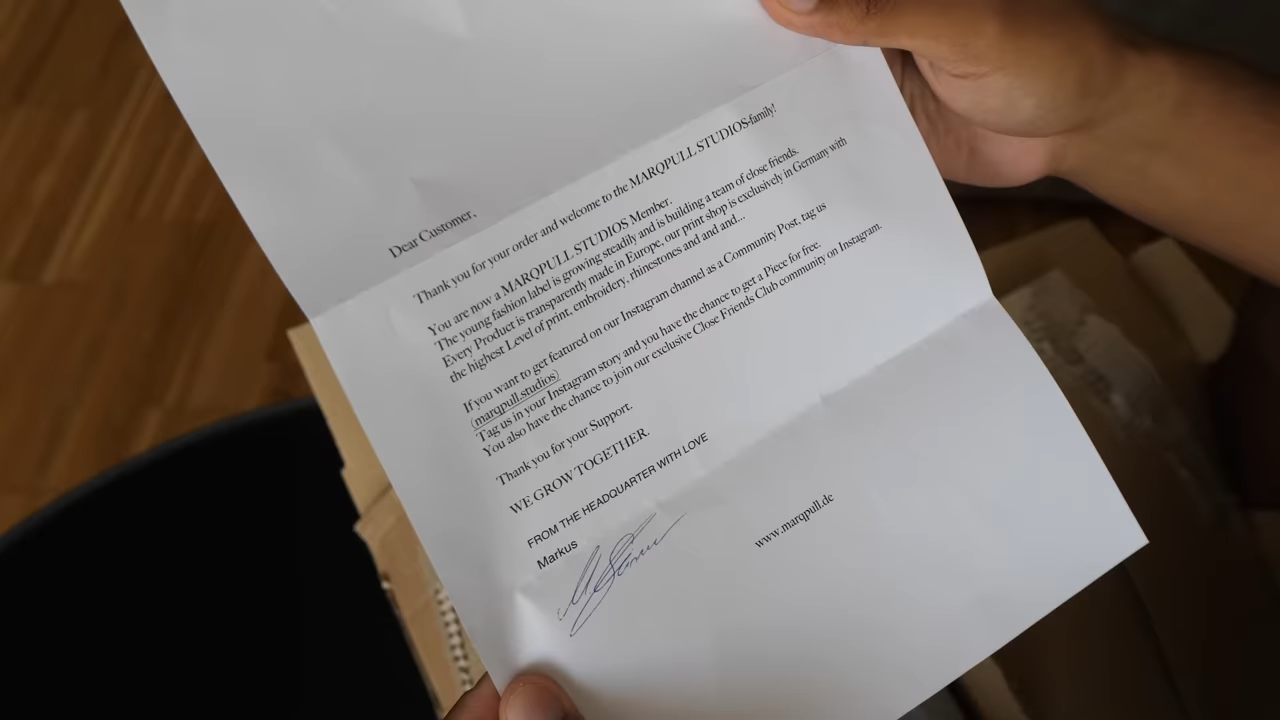 Dear Customer,
Thank you for your order and welcome to the MARQPULL STUDIOS-family!
You are now a MARQPULL STUDIOS Member.
The young fashion label is growing steadily and is building a team of close friends.
Every Product is transparently made in Europe, our print shop is exclusively in Germany with
the highest Level of print, embroidery, rhinestones and and and...
If you want to get featured on our Instagram channel as a Community Post, tag us
(marqpull.studios)
Tag us in your Instagram story and you have the chance to get a Piece for free.
You also have the chance to join our exclusive Close Friends Club community on Instagram.
Thank you for your Support.
WE GROW TOGETHER.
FROM THE HEADQUARTER WITH LOVE
Markus
www.marqpull.de